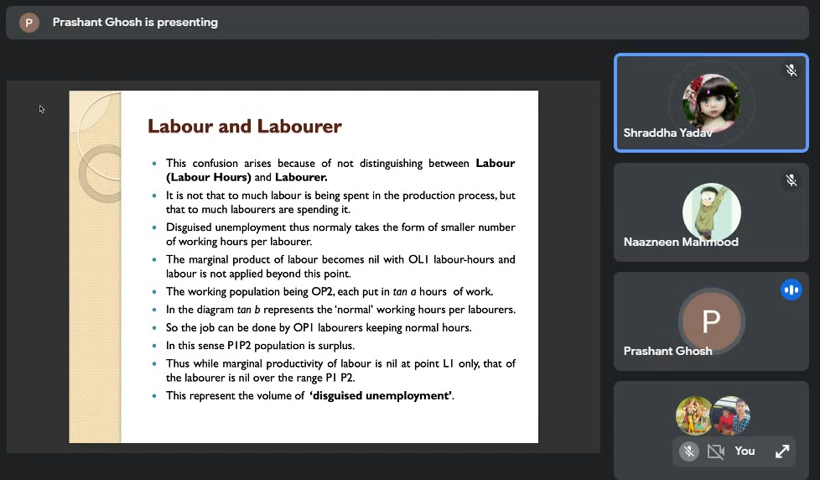 P
Prashant Ghosh is presenting
Labour and Labourer
This confusion arises because of not distinguishing between Labour
(Labour Hours) and Labourer.
It is not that to much labour is being spent in the production process, but
that to much labourers are spending it.
Disguised unemployment thus normaly takes the form of smaller number
of working hours per labourer.
The marginal product of labour becomes nil with OL1 labour-hours and
labour is not applied beyond this point.
The working population being OP2, each put in tan a hours of work.
In the diagram tan b represents the 'normal' working hours per labourers.
So the job can be done by OP1 labourers keeping normal hours.
In this sense P1P2 population is surplus.
Thus while marginal productivity of labour is nil at point L1 only, that of
the labourer is nil over the range P1 P2.
This represent the volume of 'disguised unemployment'.
Shraddha Yadav
Naazneen Mahmood
P
Prashant Ghosh
You